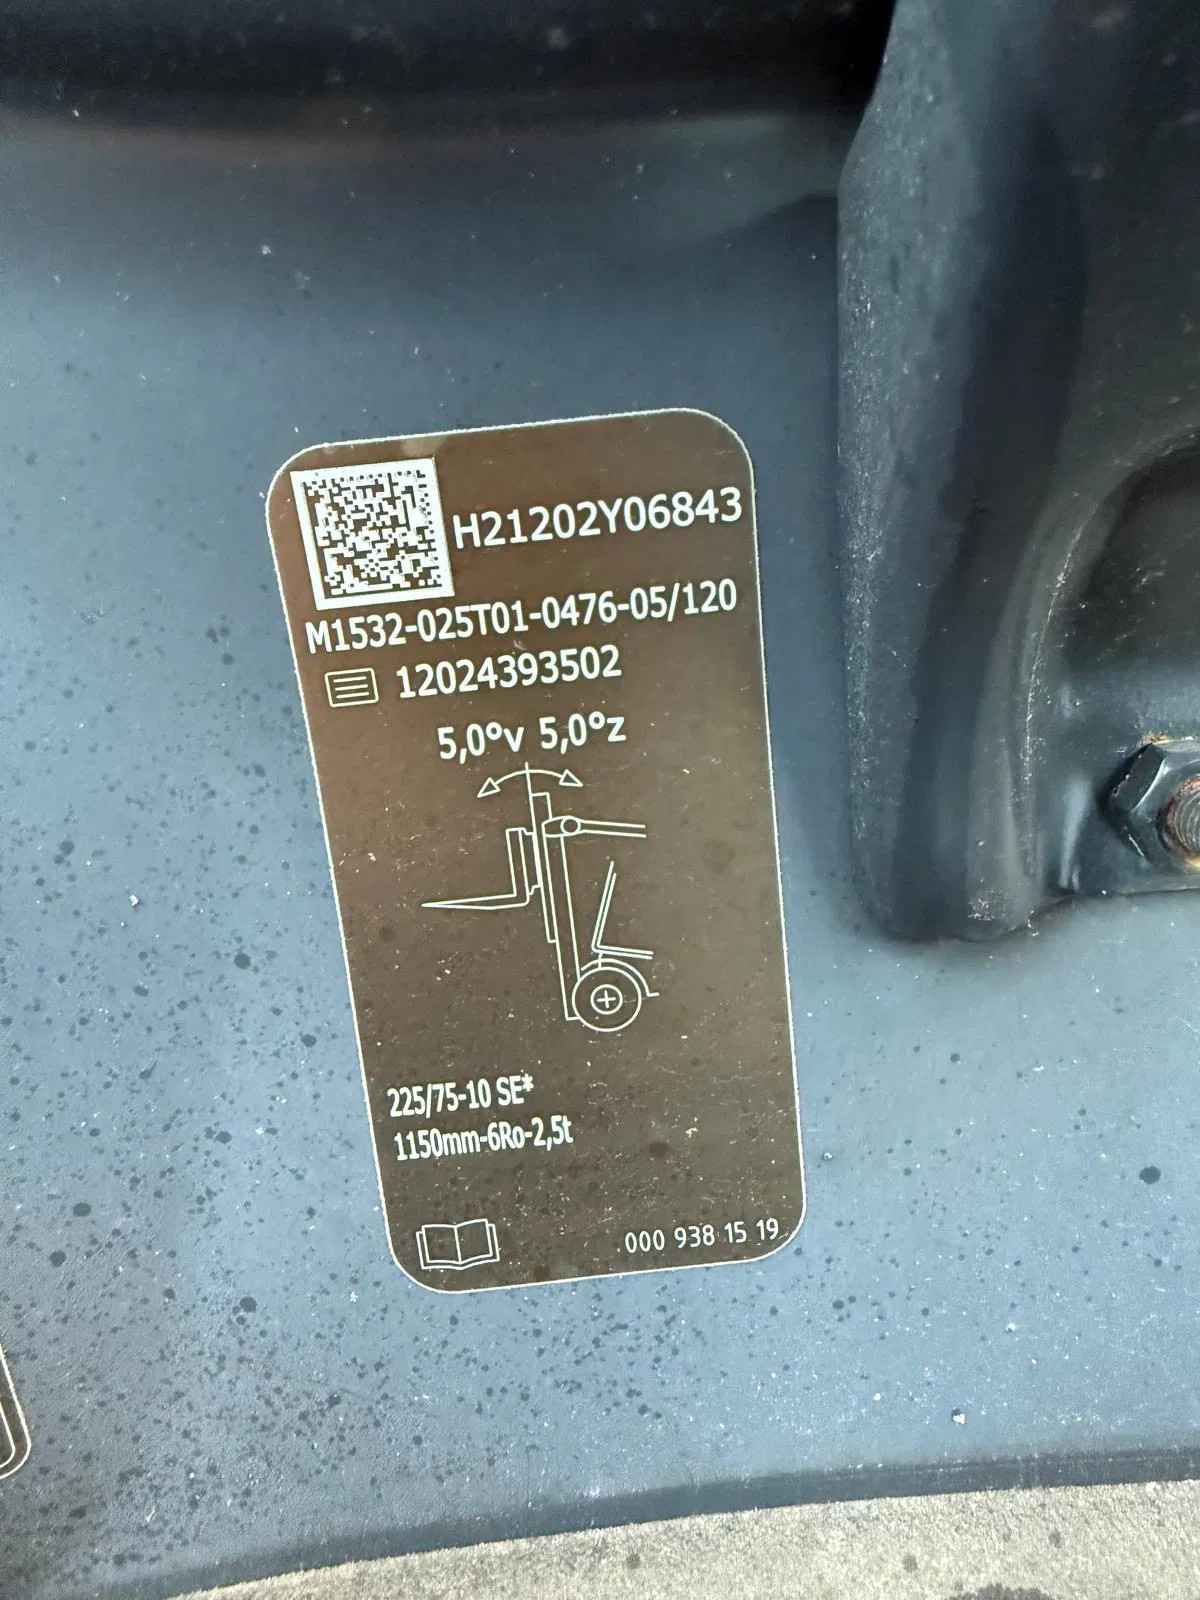 H21202Y06843
M1532-025T01-0476-05/120
12024393502
5,0°v 5,0°z
225/75-10 SE*
1150mm-6Ro-2,5t
000 938 15 19